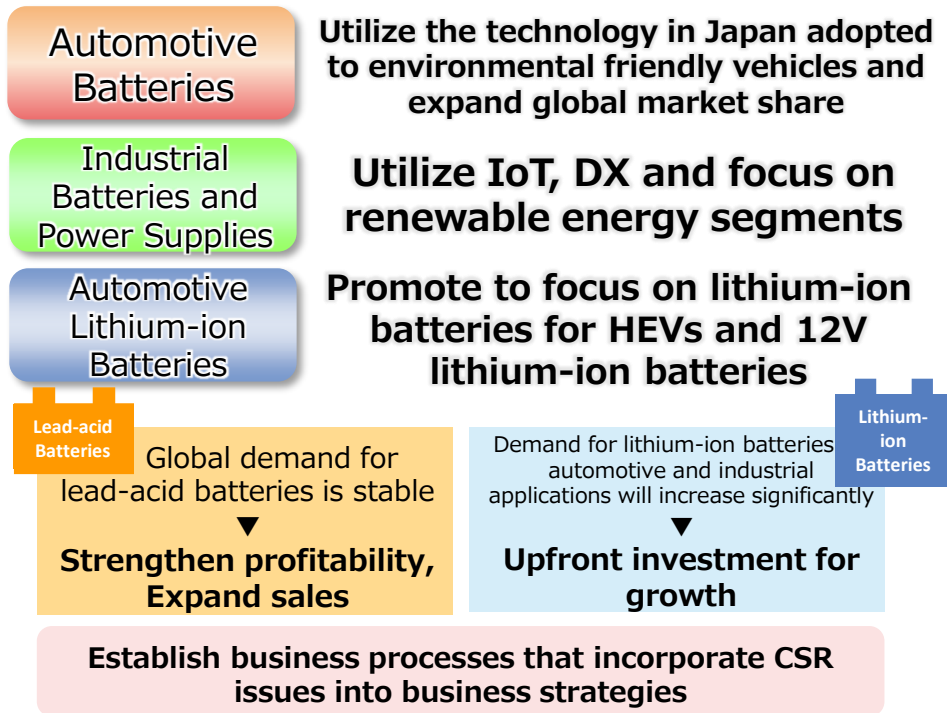 Automotive
Batteries
Utilize the technology in Japan adopted
to environmental friendly vehicles and
expand global market share
Industrial
Batteries and
Power Supplies
Utilize IoT, DX and focus on
renewable energy segments
Automotive
Lithium-ion
Batteries
Promote to focus on lithium-ion
batteries for HEVs and 12V
lithium-ion batteries
Lead-acid
Batteries
Global demand for
lead-acid batteries is stable
▼
Strengthen profitability,
Expand sales
Lithium-
ion
Batteries
Demand for lithium-ion batteries
automotive and industrial
applications will increase significantly
▼
Upfront investment for
growth
Establish business processes that incorporate CSR
issues into business strategies